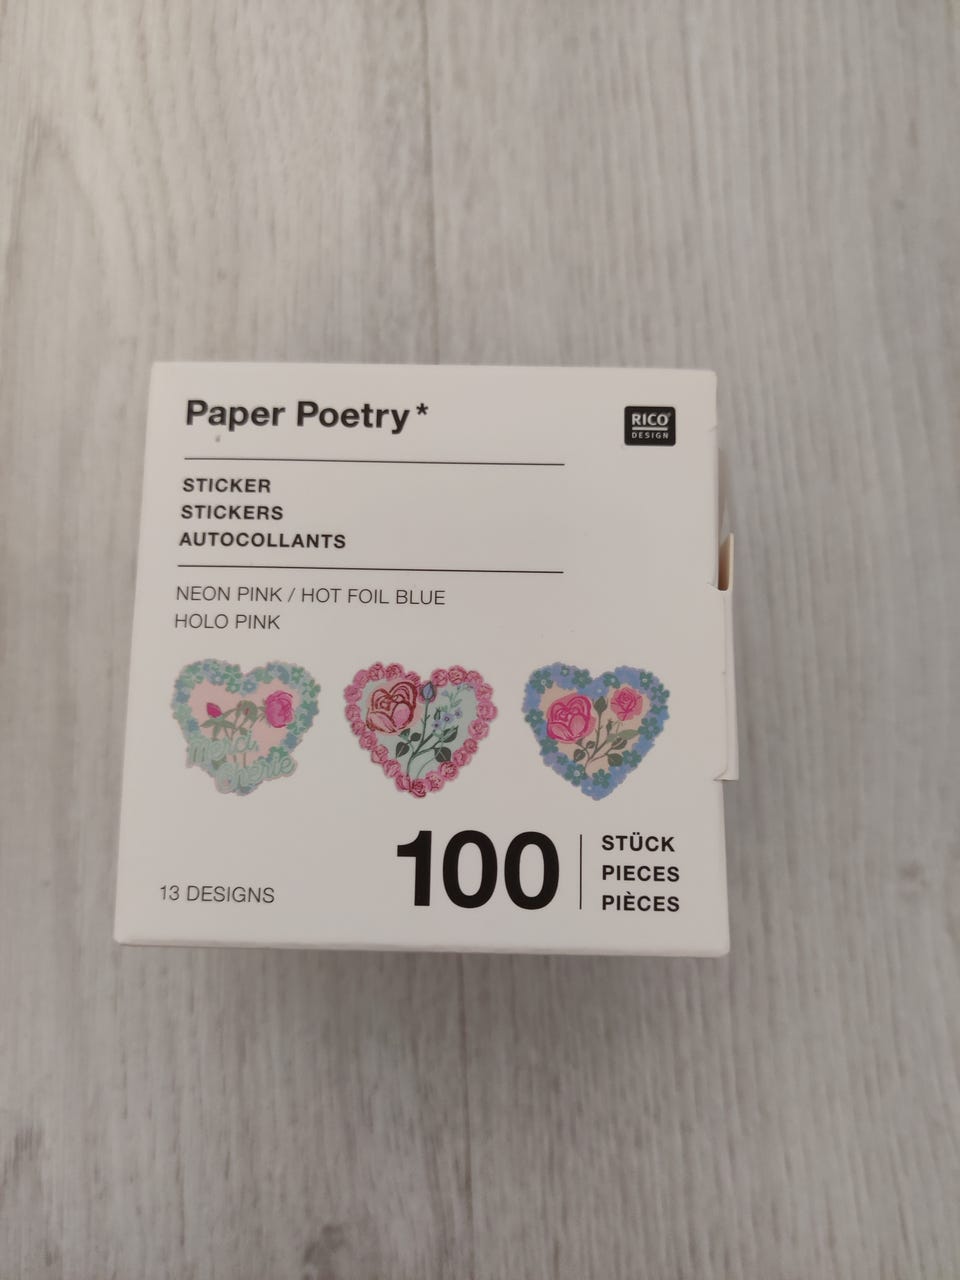 Paper Poetry*
RICO
DESIGN
STICKER
STICKERS
AUTOCOLLANTS
NEON PINK / HOT FOIL BLUE
HOLO PINK
Merci,
Chérie
13 DESIGNS
100
STÜCK
PIECES
PIÈCES